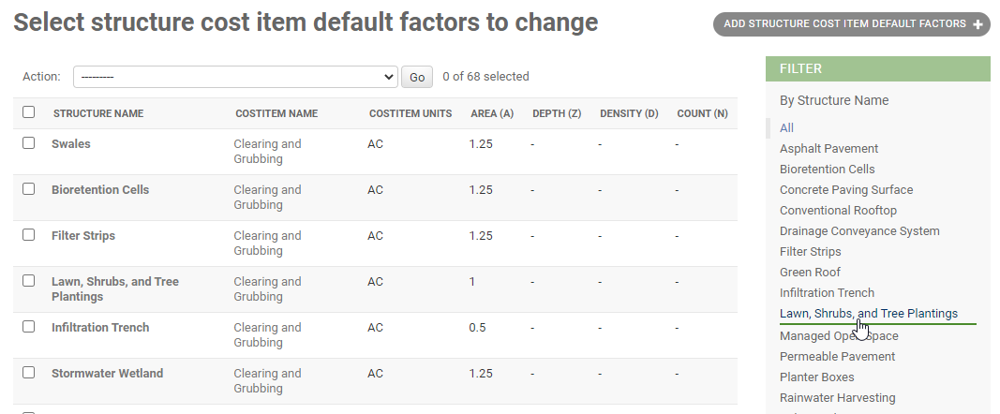 Select structure cost item default factors to change
ADD STRUCTURE COST ITEM DEFAULT FACTORS +
Action: --------- Go 0 of 68 selected
STRUCTURE NAME COSTITEM NAME COSTITEM UNITS AREA (A) DEPTH (Z) DENSITY (D) COUNT (N)
Swales Clearing and Grubbing AC 1.25 - - -
Bioretention Cells Clearing and Grubbing AC 1.25 - - -
Filter Strips Clearing and Grubbing AC 1.25 - - -
Lawn, Shrubs, and Tree Plantings Clearing and Grubbing AC 1 - - -
Infiltration Trench Clearing and Grubbing AC 0.5 - - -
Stormwater Wetland Clearing and Grubbing AC 1.25 - - -
FILTER
By Structure Name
All
Asphalt Pavement
Bioretention Cells
Concrete Paving Surface
Conventional Rooftop
Drainage Conveyance System
Filter Strips
Green Roof
Infiltration Trench
Lawn, Shrubs, and Tree Plantings
Managed Open Space
Permeable Pavement
Planter Boxes
Rainwater Harvesting